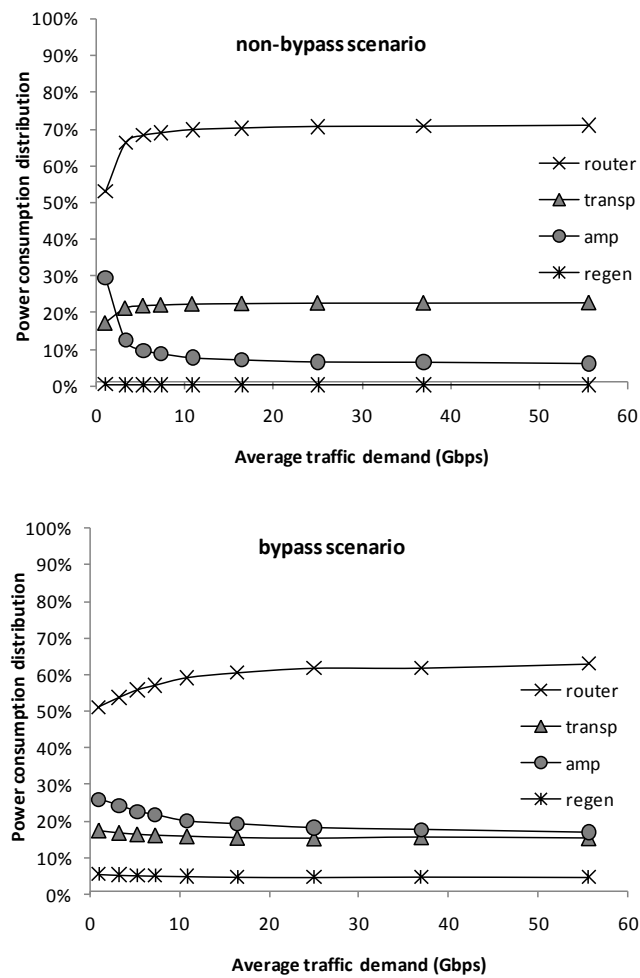 non-bypass scenario
Power consumption distribution
100%
90%
80%
70%
60%
50%
40%
30%
20%
10%
0%
router
transp
amp
regen
0 10 20 30 40 50 60
Average traffic demand (Gbps)
bypass scenario
Power consumption distribution
100%
90%
80%
70%
60%
50%
40%
30%
20%
10%
0%
router
transp
amp
regen
0 10 20 30 40 50 60
Average traffic demand (Gbps)